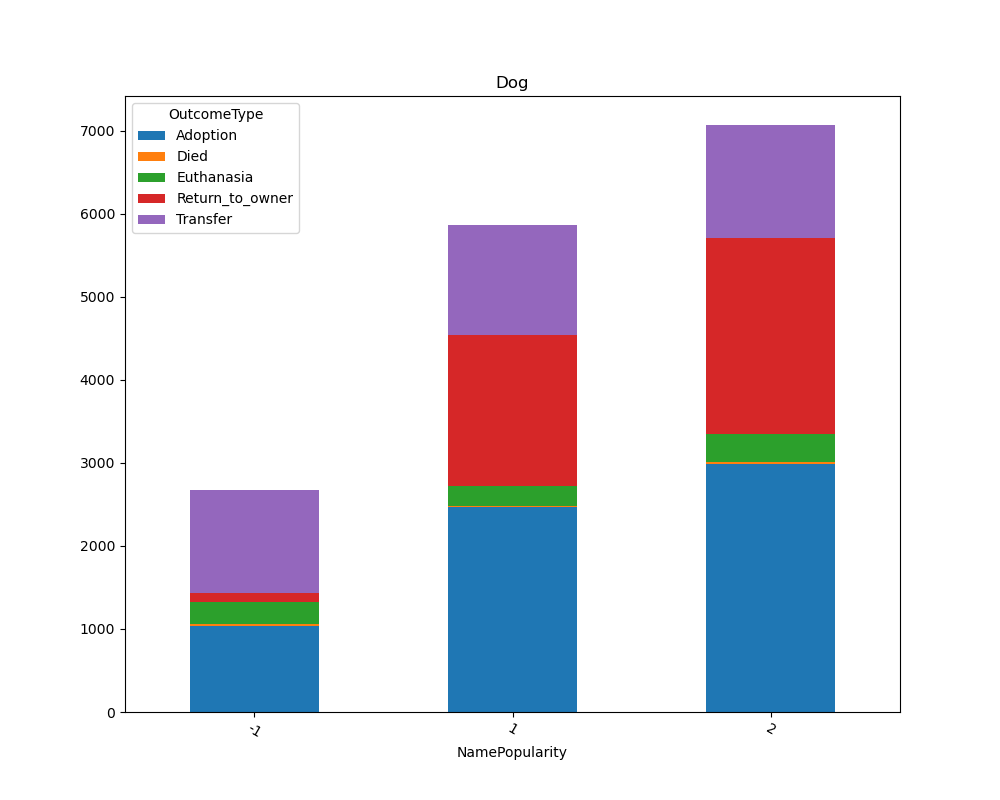 Dog
OutcomeType
Adoption
Died
Euthanasia
Return_to_owner
Transfer
7000
6000
5000
4000
3000
2000
1000
0
-1
1
2
NamePopularity